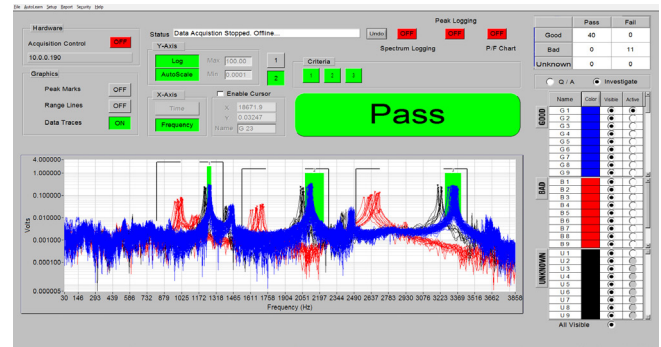 File AutoLearn Setup Report Security Help
Hardware
Acquisition Control OFF
10.0.0.190
Graphics
Peak Marks OFF
Range Lines OFF
Data Traces ON
Status Data Acquistion Stopped. Offline...
Undo
Peak Logging
OFF OFF OFF
Spectrum Logging P/F Chart
Y-Axis
Log Max 100.00
AutoScale Min 0.0001
1
2
Criteria
1 2 3
X-Axis
Time
Frequency
Enable Cursor
X 18671.9
Y 0.03247
Name G 23
Pass
Pass Fail
Good 40 0
Bad 0 11
Unknown 0 0
Q / A Investigate
Name Color Visible Active
GOOD
G 1
G 2
G 3
G 4
G 5
G 6
G 7
G 8
G 9
BAD
B 1
B 2
B 3
B 4
B 5
B 6
B 7
B 8
B 9
UNKNOWN
U 1
U 2
U 3
U 4
U 5
U 6
U 7
U 8
U 9
All Visible
Volts
4.000000
1.000000
0.100000
0.010000
0.001000
0.000100
0.000005
30 146 293 439 586 732 879 1025 1172 1318 1465 1611 1758 1904 2051 2197 2344 2490 2637 2783 2930 3076 3223 3369 3516 3662 3858
Frequency (Hz)